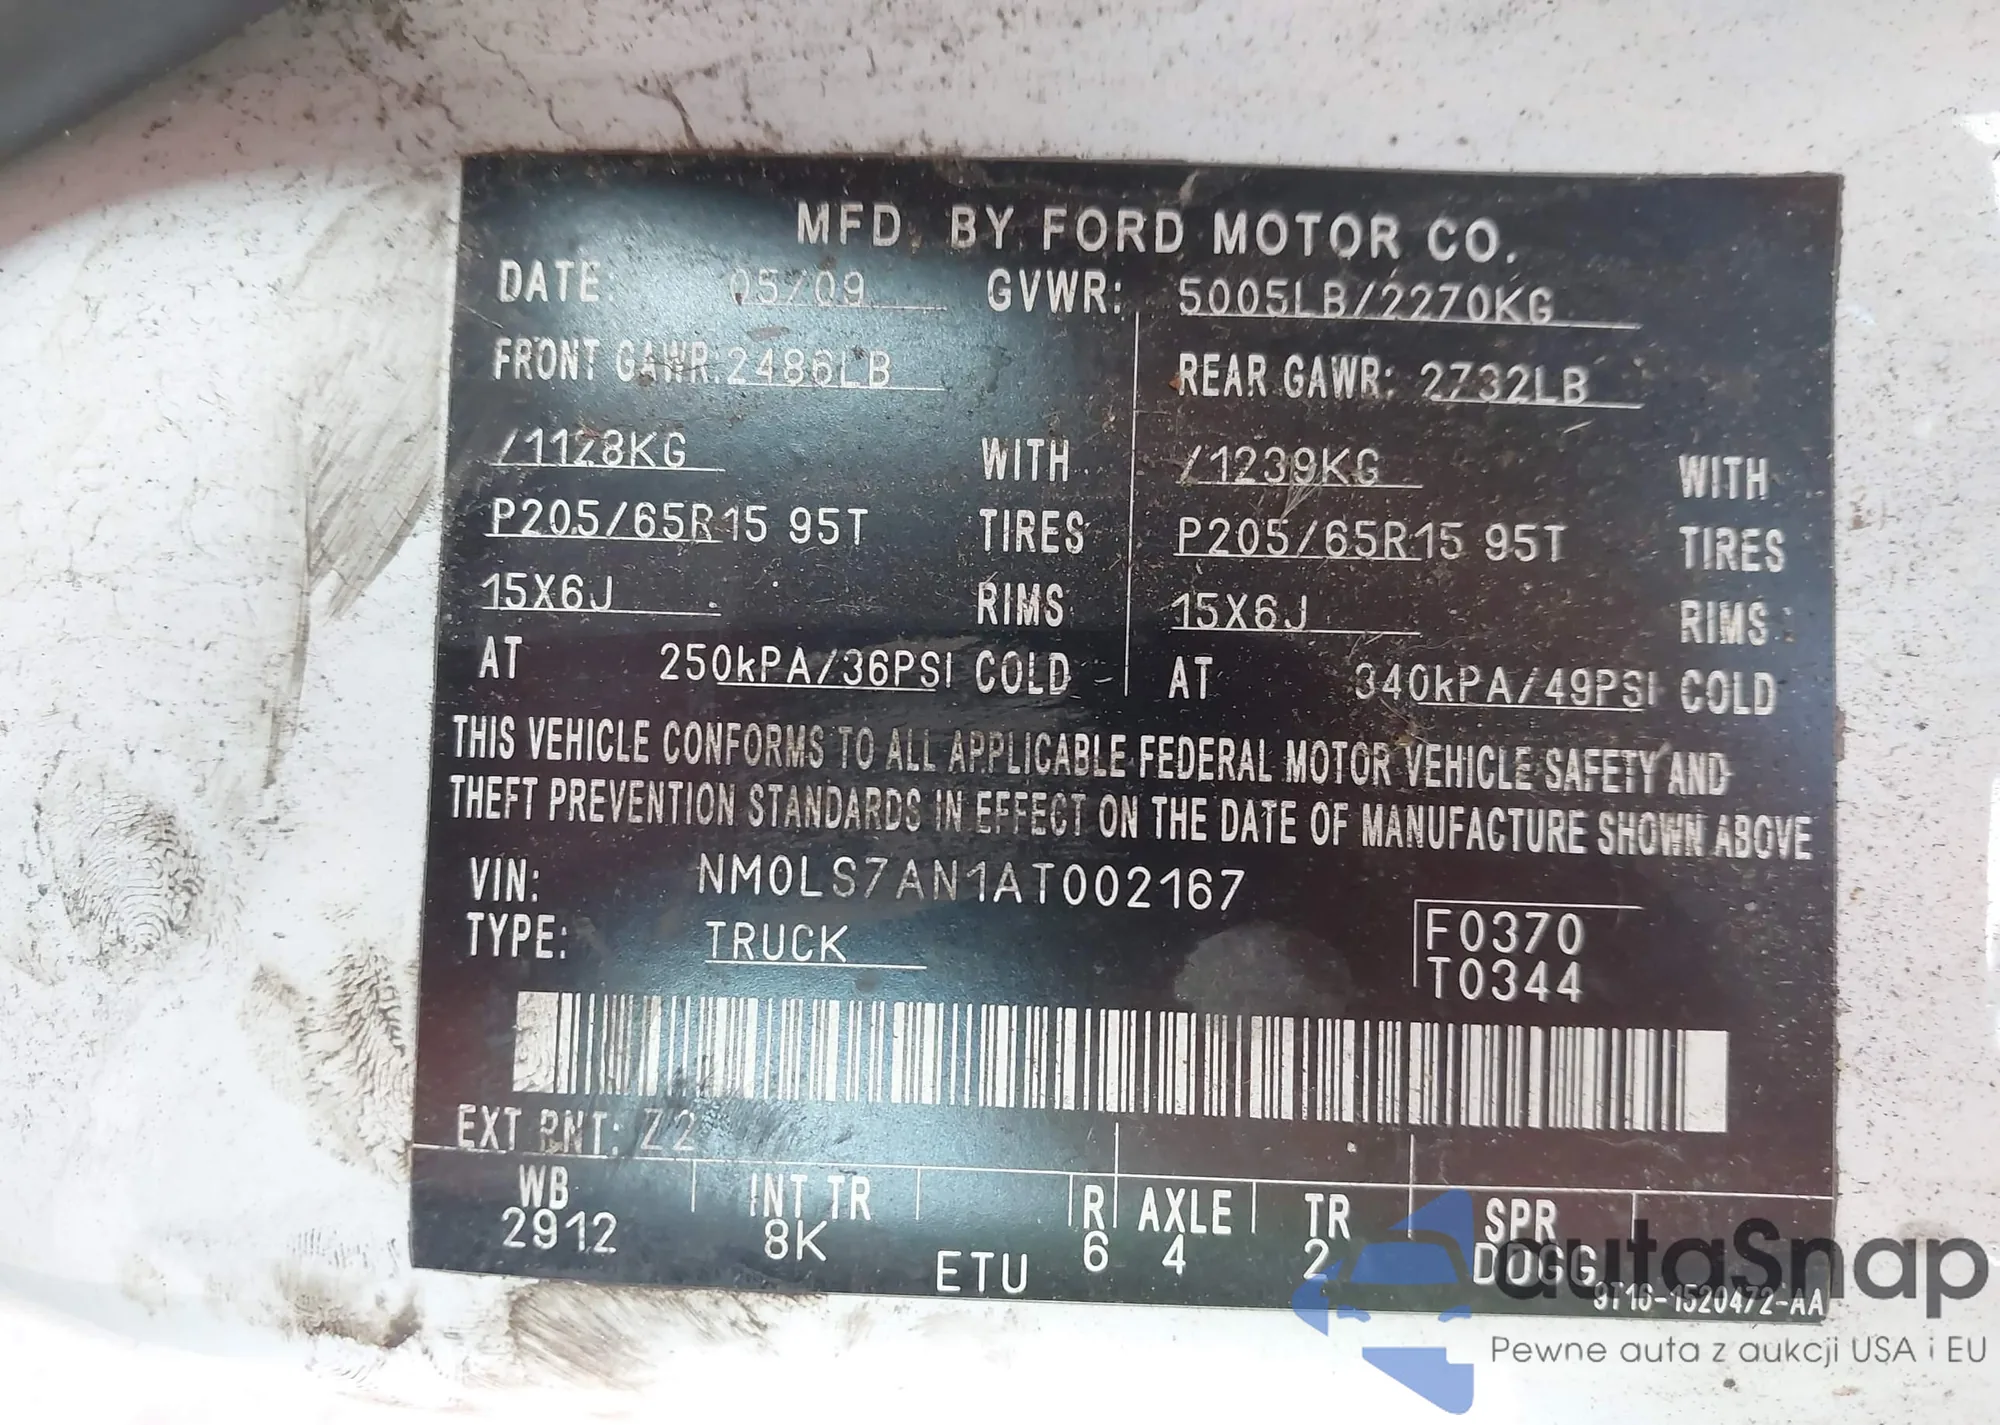 MFD. BY FORD MOTOR CO.
DATE: 05/09 GVWR: 5005LB/2270KG
FRONT GAWR: 2486LB REAR GAWR: 2732LB
/1128KG WITH /1239KG WITH
P205/65R15 95T TIRES P205/65R15 95T TIRES
15X6J RIMS 15X6J RIMS
AT 250kPA/36PSI COLD AT 340kPA/49PSI COLD
THIS VEHICLE CONFORMS TO ALL APPLICABLE FEDERAL MOTOR VEHICLE SAFETY AND
THEFT PREVENTION STANDARDS IN EFFECT ON THE DATE OF MANUFACTURE SHOWN ABOVE
VIN: NM0LS7AN1AT002167
TYPE: TRUCK
F0370
T0344
EXT PNT: Z2
WB INT TR R AXLE TR SPR
2912 8K ETU 6 4 2 DDGG
9T16-1520472-AA
autaSnap
Pewne auta z aukcji USA i EU